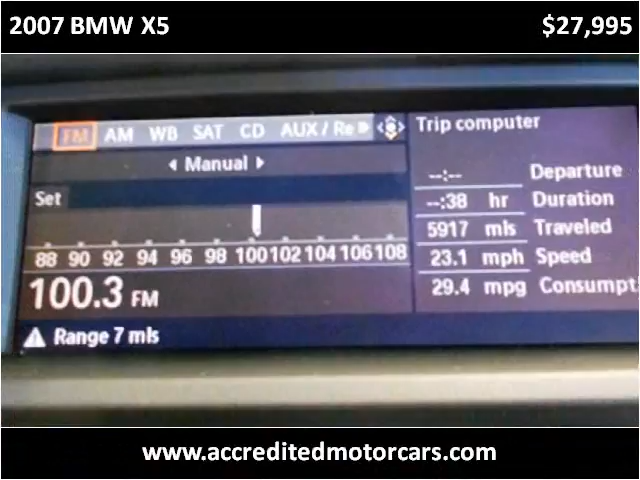 2007 BMW X5 $27,995
FM AM WB SAT CD AUX / Re
Manual
Set
88 90 92 94 96 98 100 102 104 106 108
100.3 FM
Range 7 mls
Trip computer
--:-- Departure
--:38 hr Duration
5917 mls Traveled
23.1 mph Speed
29.4 mpg Consumpt
www.accreditedmotorcars.com